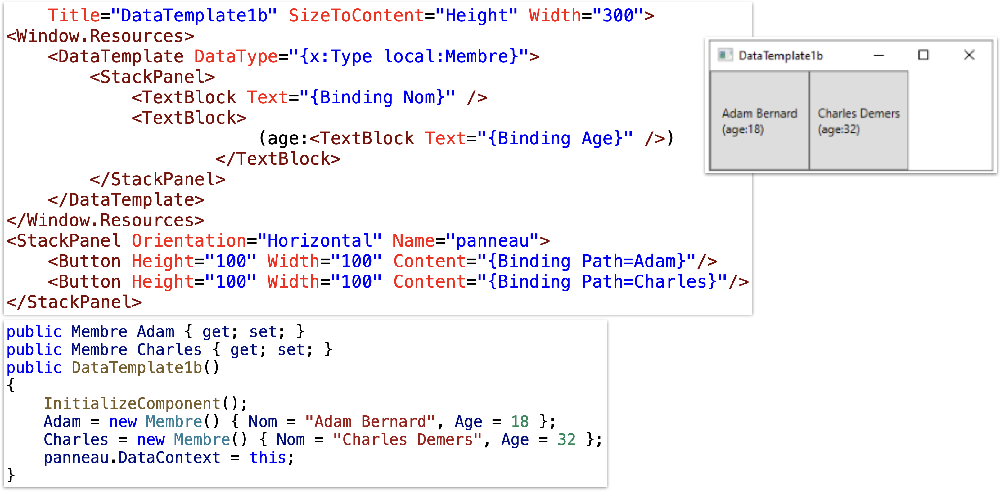 Title="DataTemplate1b" SizeToContent="Height" Width="300">
<Window.Resources>
<DataTemplate DataType="{x:Type local:Membre}">
<StackPanel>
<TextBlock Text="{Binding Nom}" />
<TextBlock>
(age:<TextBlock Text="{Binding Age}" />)
</TextBlock>
</StackPanel>
</DataTemplate>
</Window.Resources>
<StackPanel Orientation="Horizontal" Name="panneau">
<Button Height="100" Width="100" Content="{Binding Path=Adam}"/>
<Button Height="100" Width="100" Content="{Binding Path=Charles}"/>
</StackPanel>
DataTemplate1b
Adam Bernard
(age:18)
Charles Demers
(age:32)
public Membre Adam { get; set; }
public Membre Charles { get; set; }
public DataTemplate1b()
{
InitializeComponent();
Adam = new Membre() { Nom = "Adam Bernard", Age = 18 };
Charles = new Membre() { Nom = "Charles Demers", Age = 32 };
panneau.DataContext = this;
}